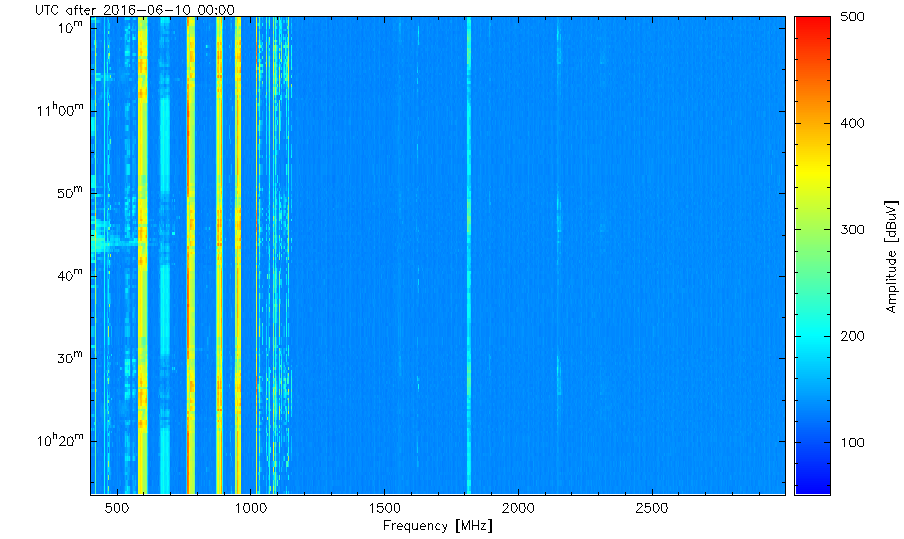 UTC after 2016-06-10 00:00
10ᵐ
11ʰ00ᵐ
50ᵐ
40ᵐ
30ᵐ
10ʰ20ᵐ
500 1000 1500 2000 2500
Frequency [MHz]
500
400
300
200
100
Amplitude [dBuV]